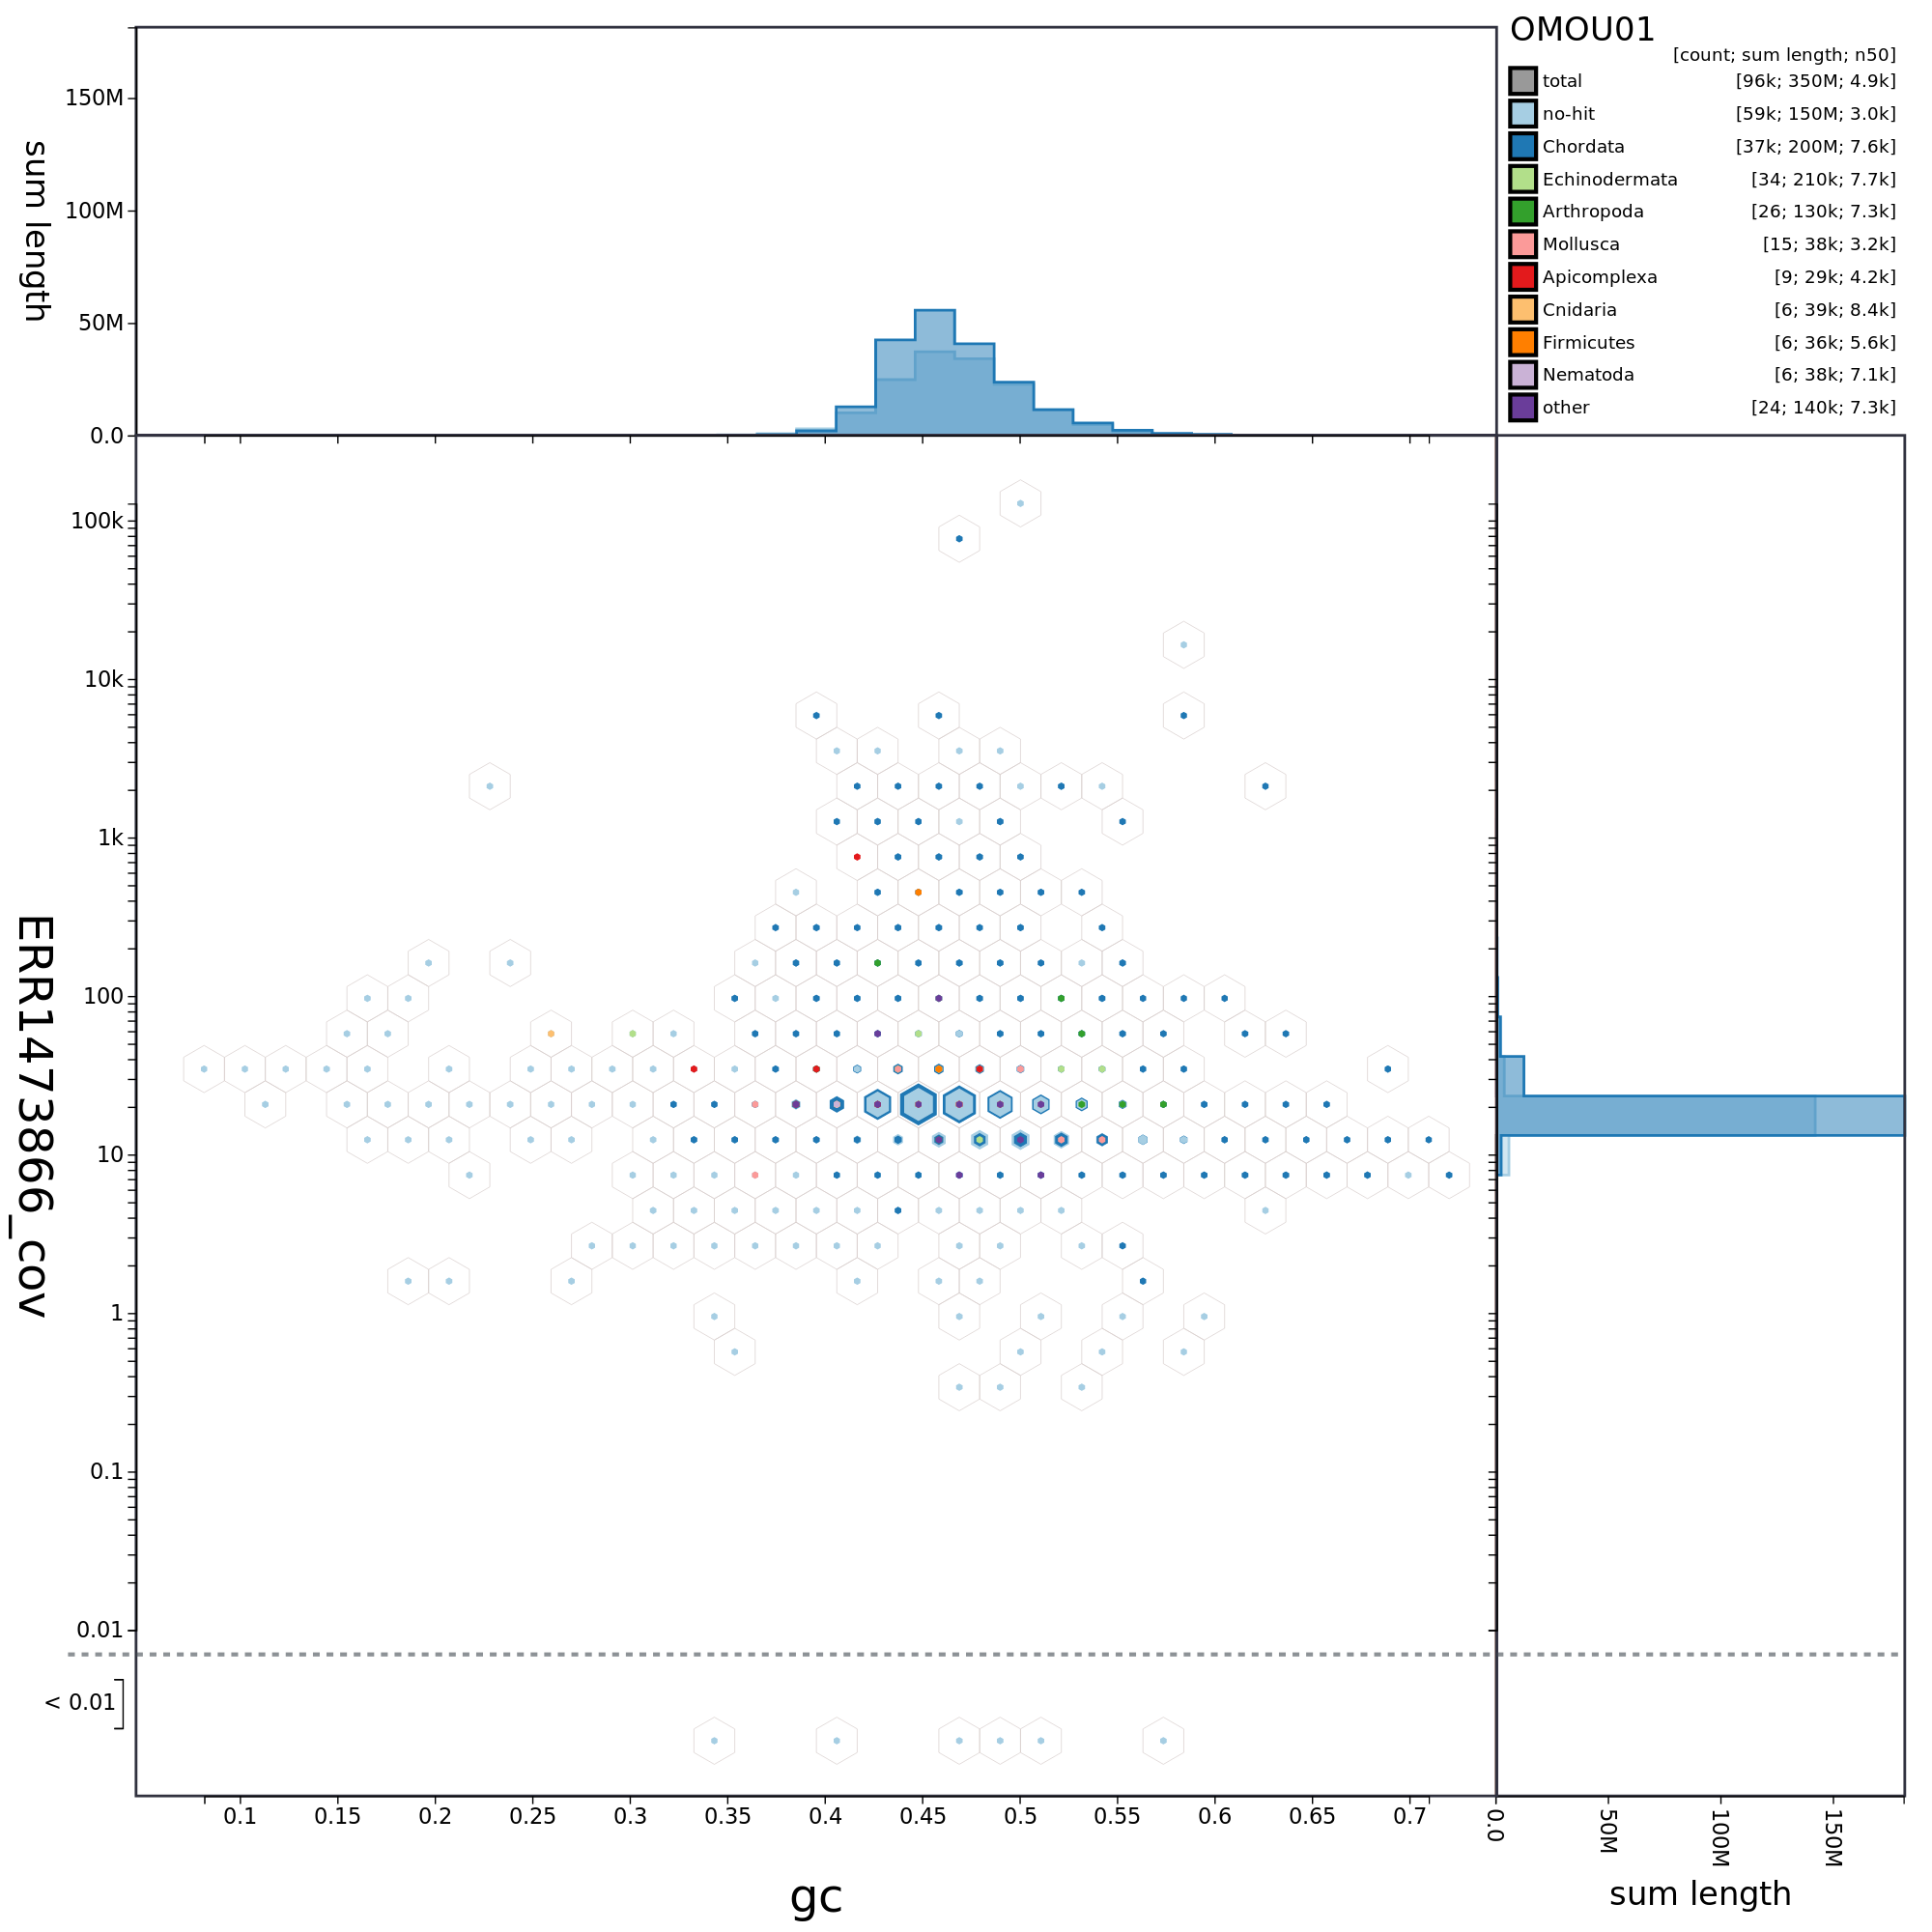 OMOU01
[count; sum length; n50]
total [96k; 350M; 4.9k]
no-hit [59k; 150M; 3.0k]
Chordata [37k; 200M; 7.6k]
Echinodermata [34; 210k; 7.7k]
Arthropoda [26; 130k; 7.3k]
Mollusca [15; 38k; 3.2k]
Apicomplexa [9; 29k; 4.2k]
Cnidaria [6; 39k; 8.4k]
Firmicutes [6; 36k; 5.6k]
Nematoda [6; 38k; 7.1k]
other [24; 140k; 7.3k]
sum length
150M
100M
50M
0.0
ERR1473866_cov
100k
10k
1k
100
10
1
0.1
0.01
< 0.01
0.1 0.15 0.2 0.25 0.3 0.35 0.4 0.45 0.5 0.55 0.6 0.65 0.7
gc
0.0 50M 100M 150M
sum length